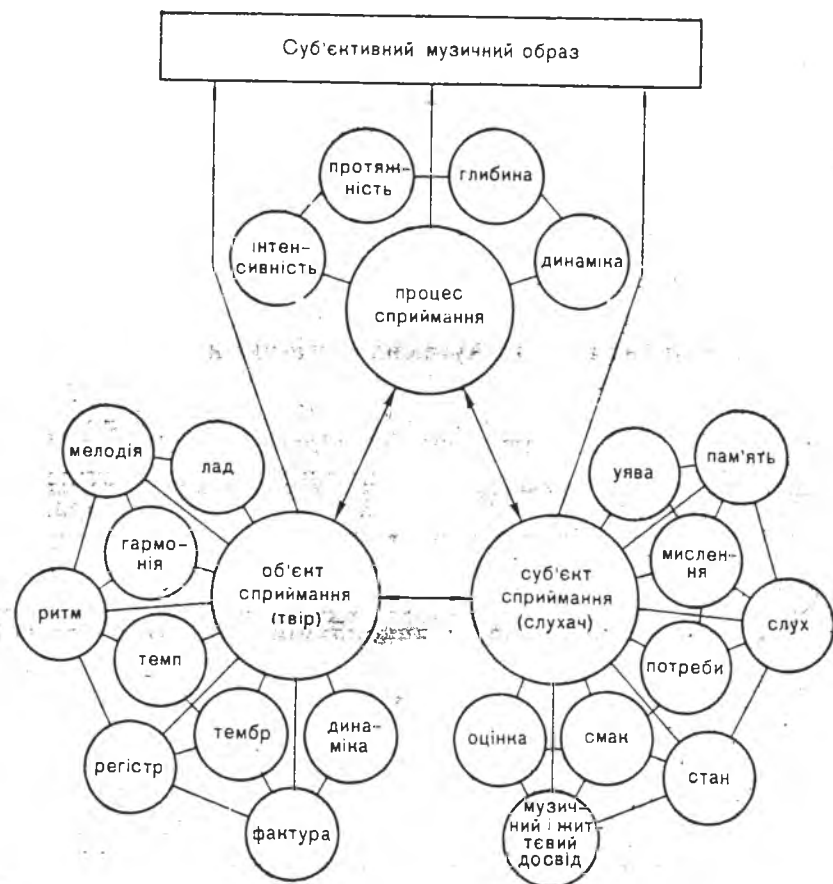 Суб'єктивний музичний образ
протяж-
ність
глибина
інтен-
сивність
динаміка
процес
сприймання
мелодія
лад
гармо-
нія
ритм
темп
регістр
тембр
дина-
міка
фактура
об'єкт
сприймання
(твір)
суб'єкт
сприймання
(слухач)
уява
пам'ять
мислен-
ня
слух
потреби
оцінка
смак
стан
музич-
ний і жит-
тєвий
досвід